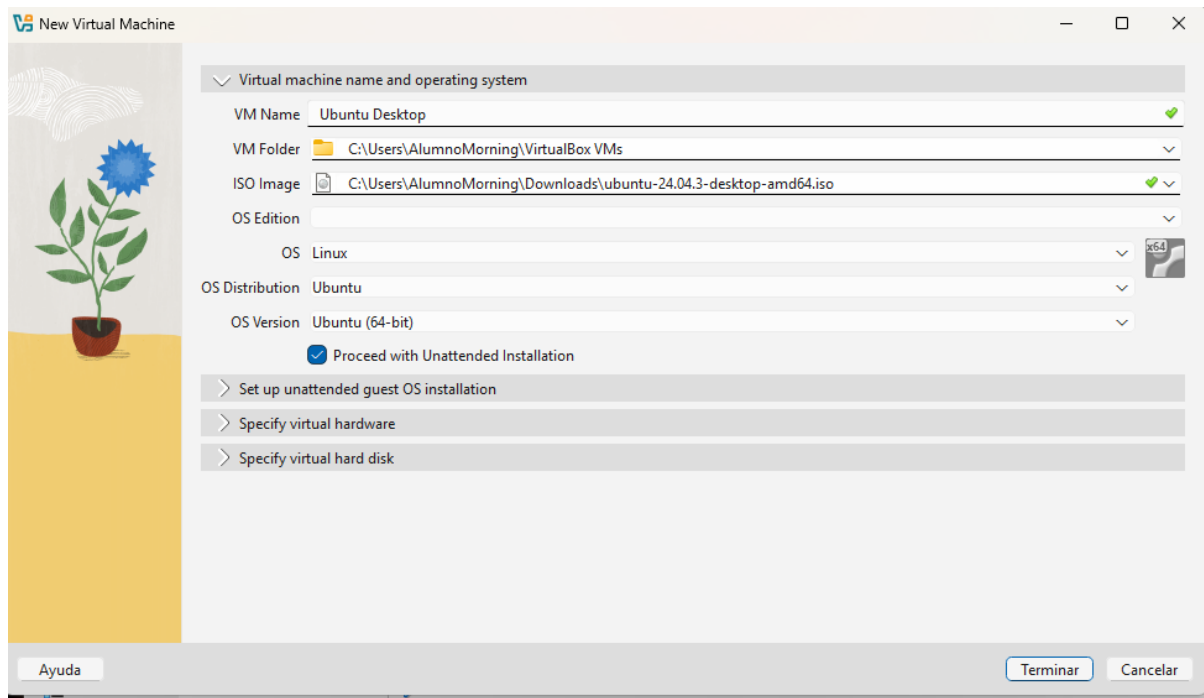 New Virtual Machine
Virtual machine name and operating system
VM Name Ubuntu Desktop
VM Folder C:\Users\AlumnoMorning\VirtualBox VMs
ISO Image C:\Users\AlumnoMorning\Downloads\ubuntu-24.04.3-desktop-amd64.iso
OS Edition
OS Linux x64
OS Distribution Ubuntu
OS Version Ubuntu (64-bit)
Proceed with Unattended Installation
Set up unattended guest OS installation
Specify virtual hardware
Specify virtual hard disk
Ayuda Terminar Cancelar